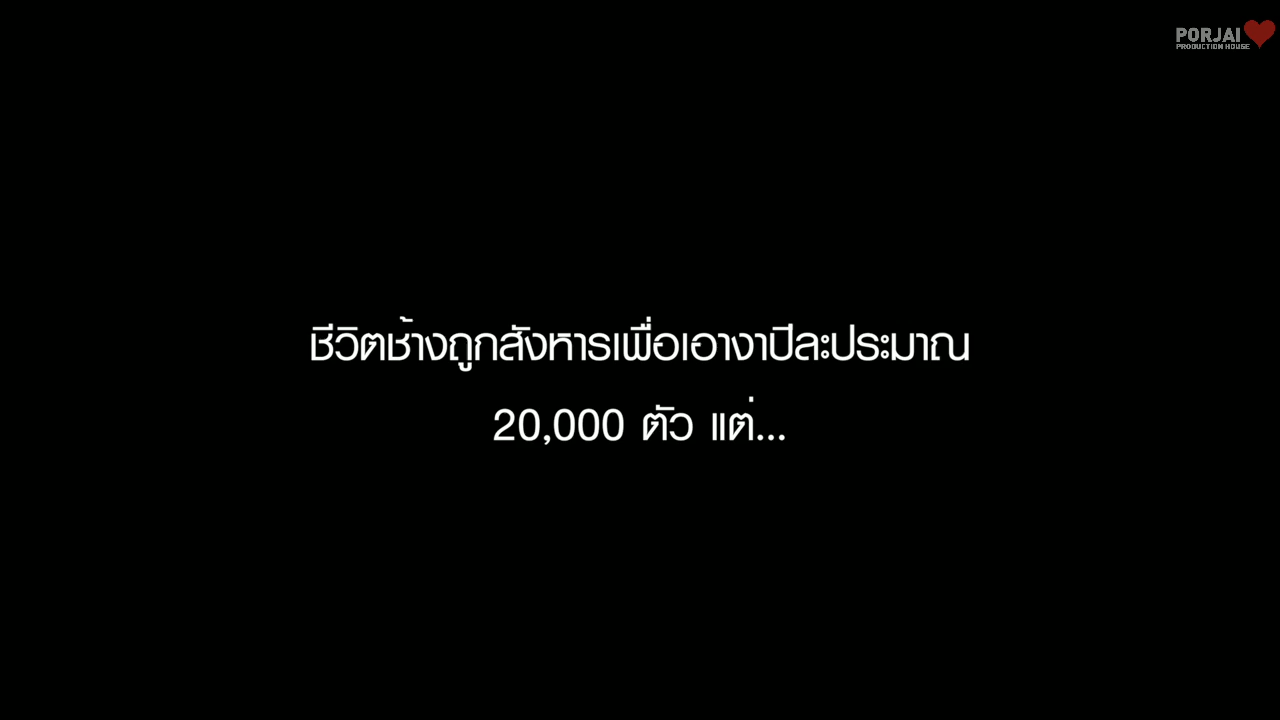 PORJAI
PRODUCTION HOUSE
ชีวิตช้างถูกสังหารเพื่อเอางาปีละประมาณ
20,000 ตัว แต่...